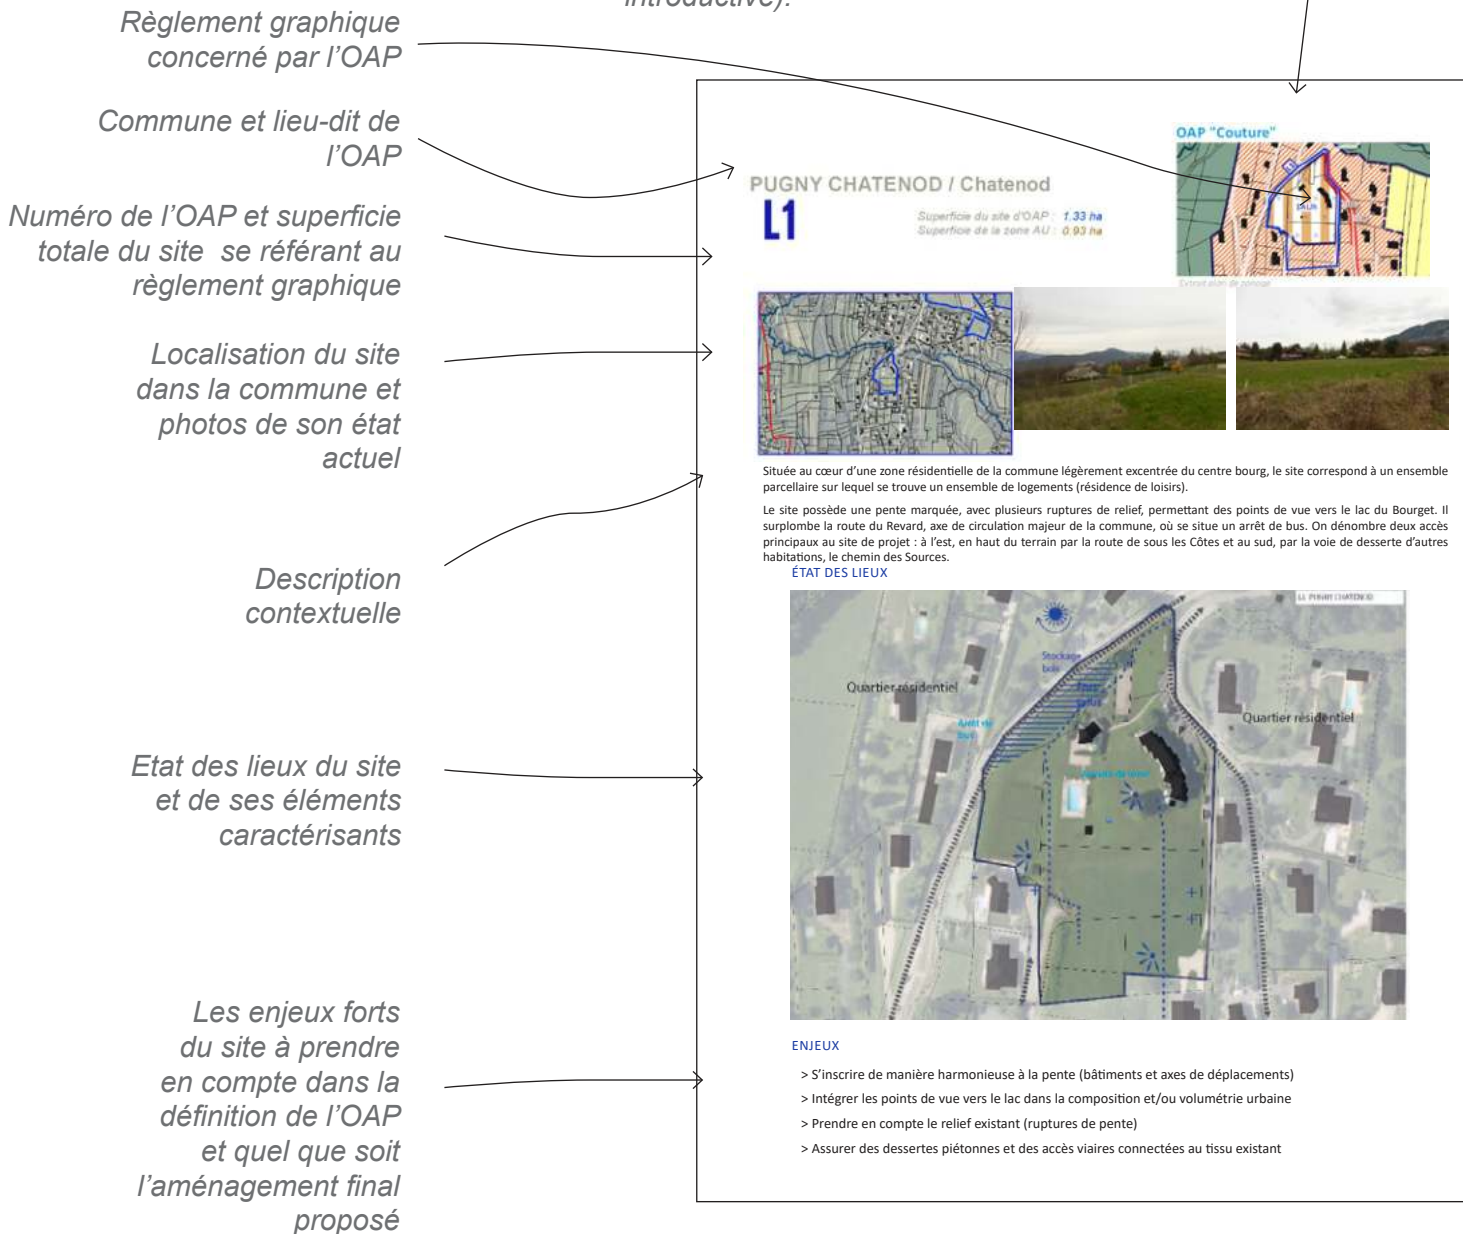 introductive).
Règlement graphique
concerné par l'OAP
Commune et lieu-dit de
l'OAP
Numéro de l'OAP et superficie
totale du site se référant au
règlement graphique
Localisation du site
dans la commune et
photos de son état
actuel
Description
contextuelle
Etat des lieux du site
et de ses éléments
caractérisants
Les enjeux forts
du site à prendre
en compte dans la
définition de l'OAP
et quel que soit
l'aménagement final
proposé
OAP "Couture"
PUGNY CHATENOD / Chatenod
L1
Superficie du site d'OAP : 1.33 ha
Superficie de la zone AU : 0.93 ha
Extrait plan de zonage
Située au cœur d'une zone résidentielle de la commune légèrement excentrée du centre bourg, le site correspond à un ensemble
parcellaire sur lequel se trouve un ensemble de logements (résidence de loisirs).
Le site possède une pente marquée, avec plusieurs ruptures de relief, permettant des points de vue vers le lac du Bourget. Il
surplombe la route du Revard, axe de circulation majeur de la commune, où se situe un arrêt de bus. On dénombre deux accès
principaux au site de projet : à l'est, en haut du terrain par la route de sous les Côtes et au sud, par la voie de desserte d'autres
habitations, le chemin des Sources.
ÉTAT DES LIEUX
L1 PUGNY CHATENOD
Stockage
bois
Quartier résidentiel
Arrêt de
bus
Quartier résidentiel
ENJEUX
> S'inscrire de manière harmonieuse à la pente (bâtiments et axes de déplacements)
> Intégrer les points de vue vers le lac dans la composition et/ou volumétrie urbaine
> Prendre en compte le relief existant (ruptures de pente)
> Assurer des dessertes piétonnes et des accès viaires connectées au tissu existant